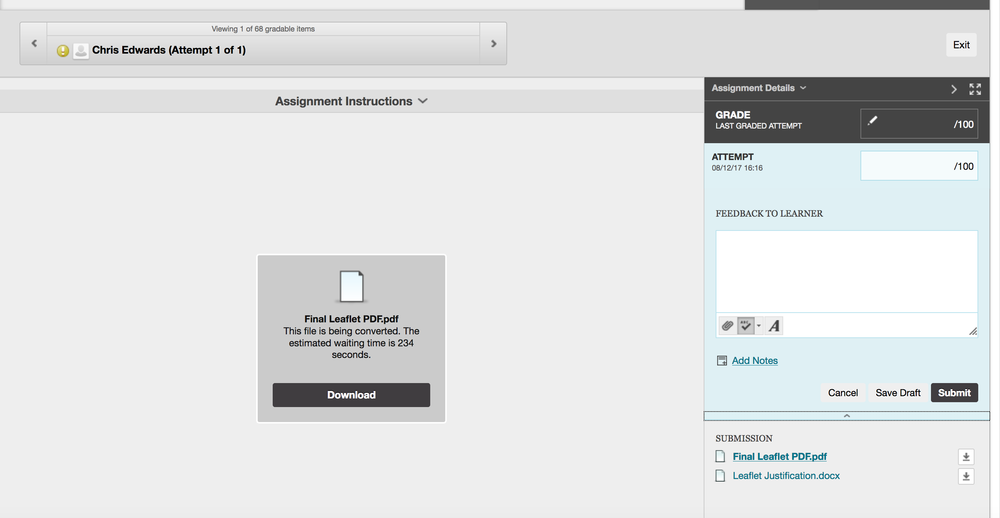 Viewing 1 of 68 gradable items
Chris Edwards (Attempt 1 of 1)
Exit
Assignment Instructions
Final Leaflet PDF.pdf
This file is being converted. The
estimated waiting time is 234
seconds.
Download
Assignment Details
GRADE
LAST GRADED ATTEMPT
/100
ATTEMPT
08/12/17 16:16
/100
FEEDBACK TO LEARNER
ABC
A
Add Notes
Cancel
Save Draft
Submit
SUBMISSION
Final Leaflet PDF.pdf
Leaflet Justification.docx